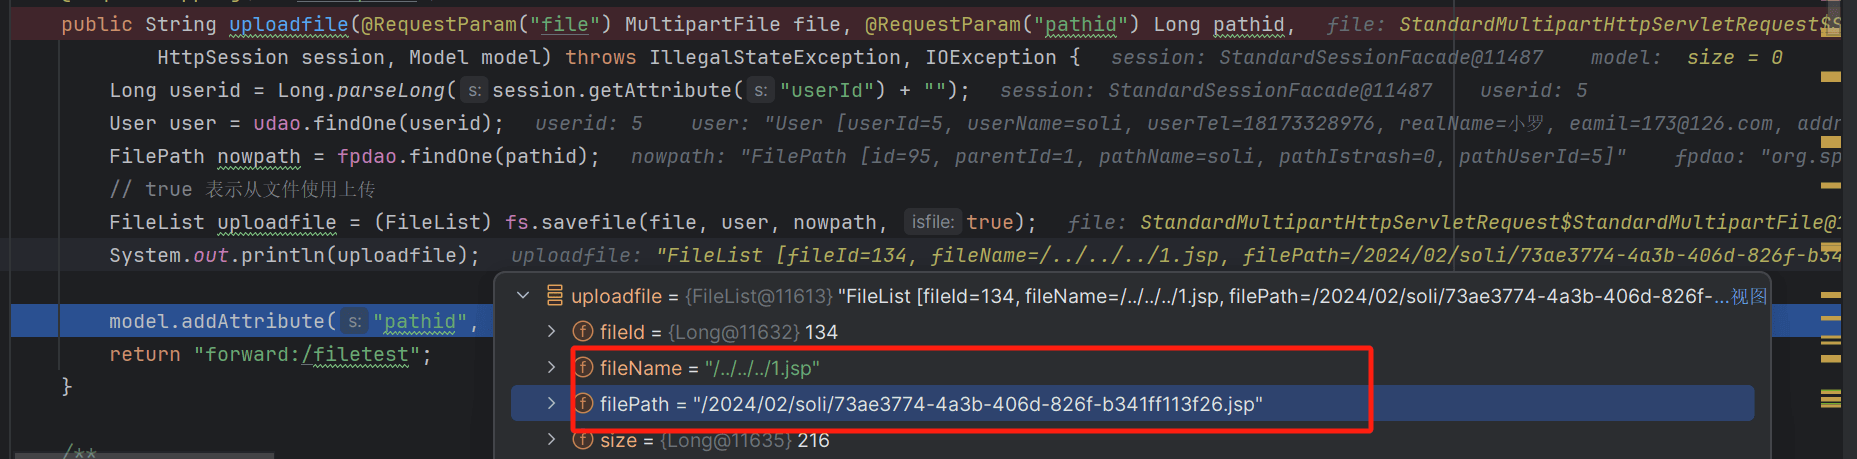 public String uploadfile(@RequestParam("file") MultipartFile file, @RequestParam("pathid") Long pathid,   file: StandardMultipartHttpServletRequest$S
HttpSession session, Model model) throws IllegalStateException, IOException {   session: StandardSessionFacade@11487    model:  size = 0
Long userid = Long.parseLong( s: session.getAttribute( s: "userId") + "");   session: StandardSessionFacade@11487    userid: 5
User user = udao.findOne(userid);   userid: 5    user: "User [userId=5, userName=soli, userTel=18173328976, realName=小罗, eamil=173@126.com, addr
FilePath nowpath = fpdao.findOne(pathid);   nowpath: "FilePath [id=95, parentId=1, pathName=soli, pathIstrash=0, pathUserId=5]"    fpdao: "org.sp
// true 表示从文件使用上传
FileList uploadfile = (FileList) fs.savefile(file, user, nowpath,  isfile: true);   file: StandardMultipartHttpServletRequest$StandardMultipartFile@1
System.out.println(uploadfile);   uploadfile: "FileList [fileId=134, fileName=/../../../1.jsp, filePath=/2024/02/soli/73ae3774-4a3b-406d-826f-b34
uploadfile = {FileList@11613} "FileList [fileId=134, fileName=/../../../1.jsp, filePath=/2024/02/soli/73ae3774-4a3b-406d-826f-...视图
model.addAttribute( s: "pathid",
fileId = {Long@11632} 134
return "forward:/filetest";
fileName = "/../../../1.jsp"
}
filePath = "/2024/02/soli/73ae3774-4a3b-406d-826f-b341ff113f26.jsp"
size = {Long@11635} 216
/**